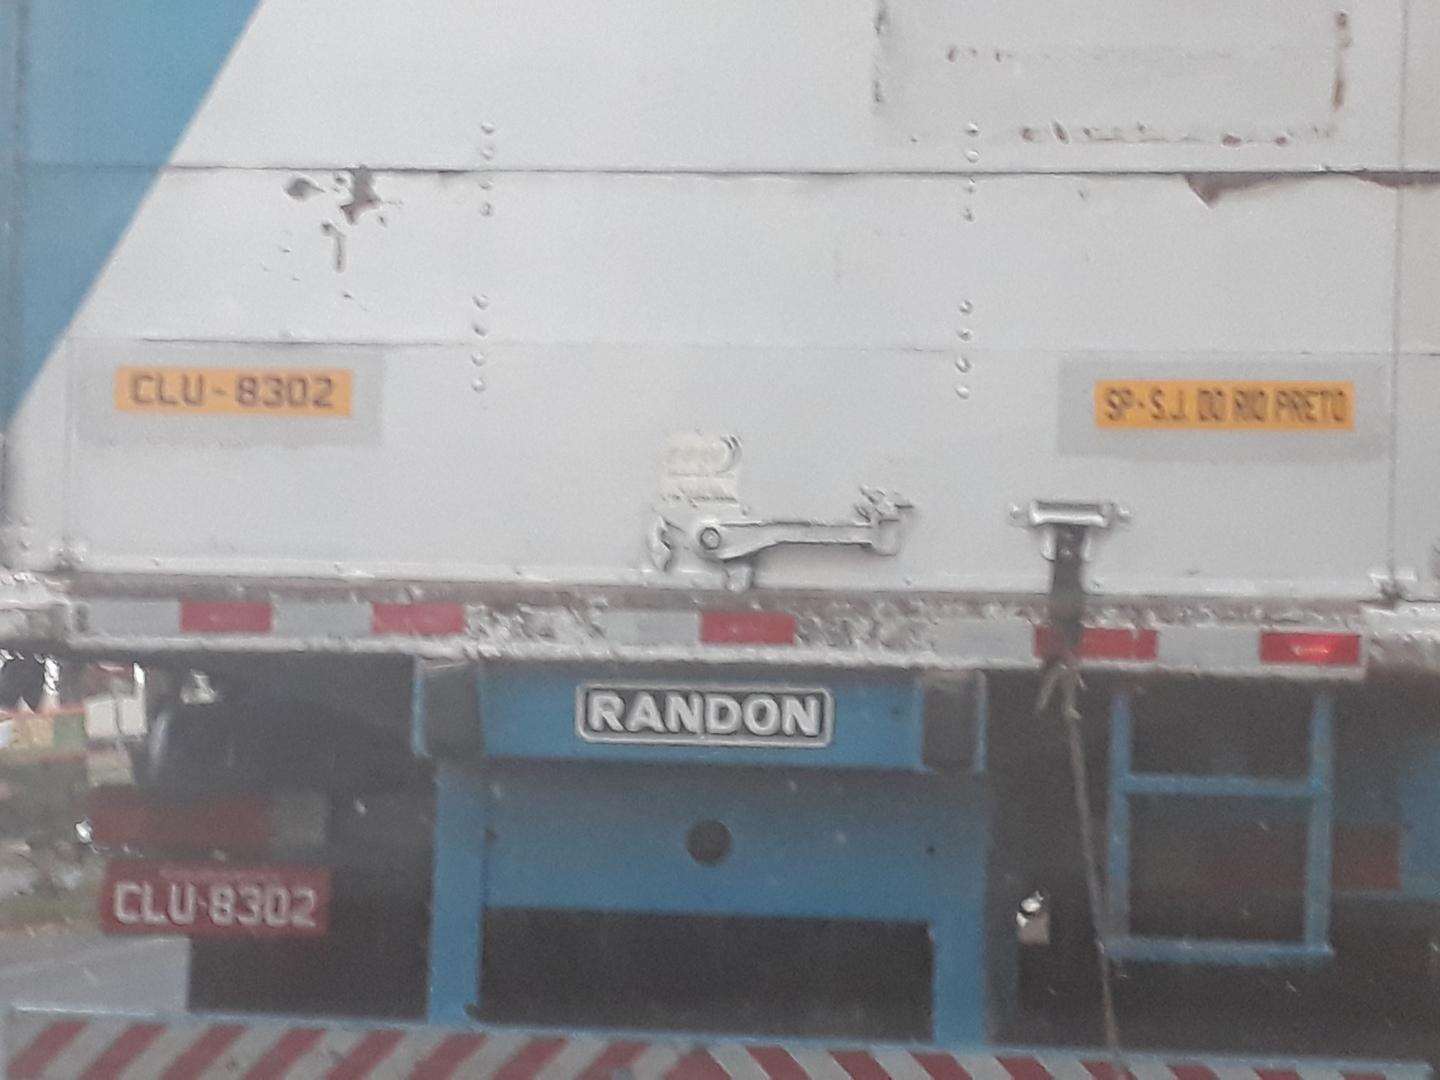 CLU-8302
SP-S.J. DO RIO PRETO
RANDON
CLU-8302